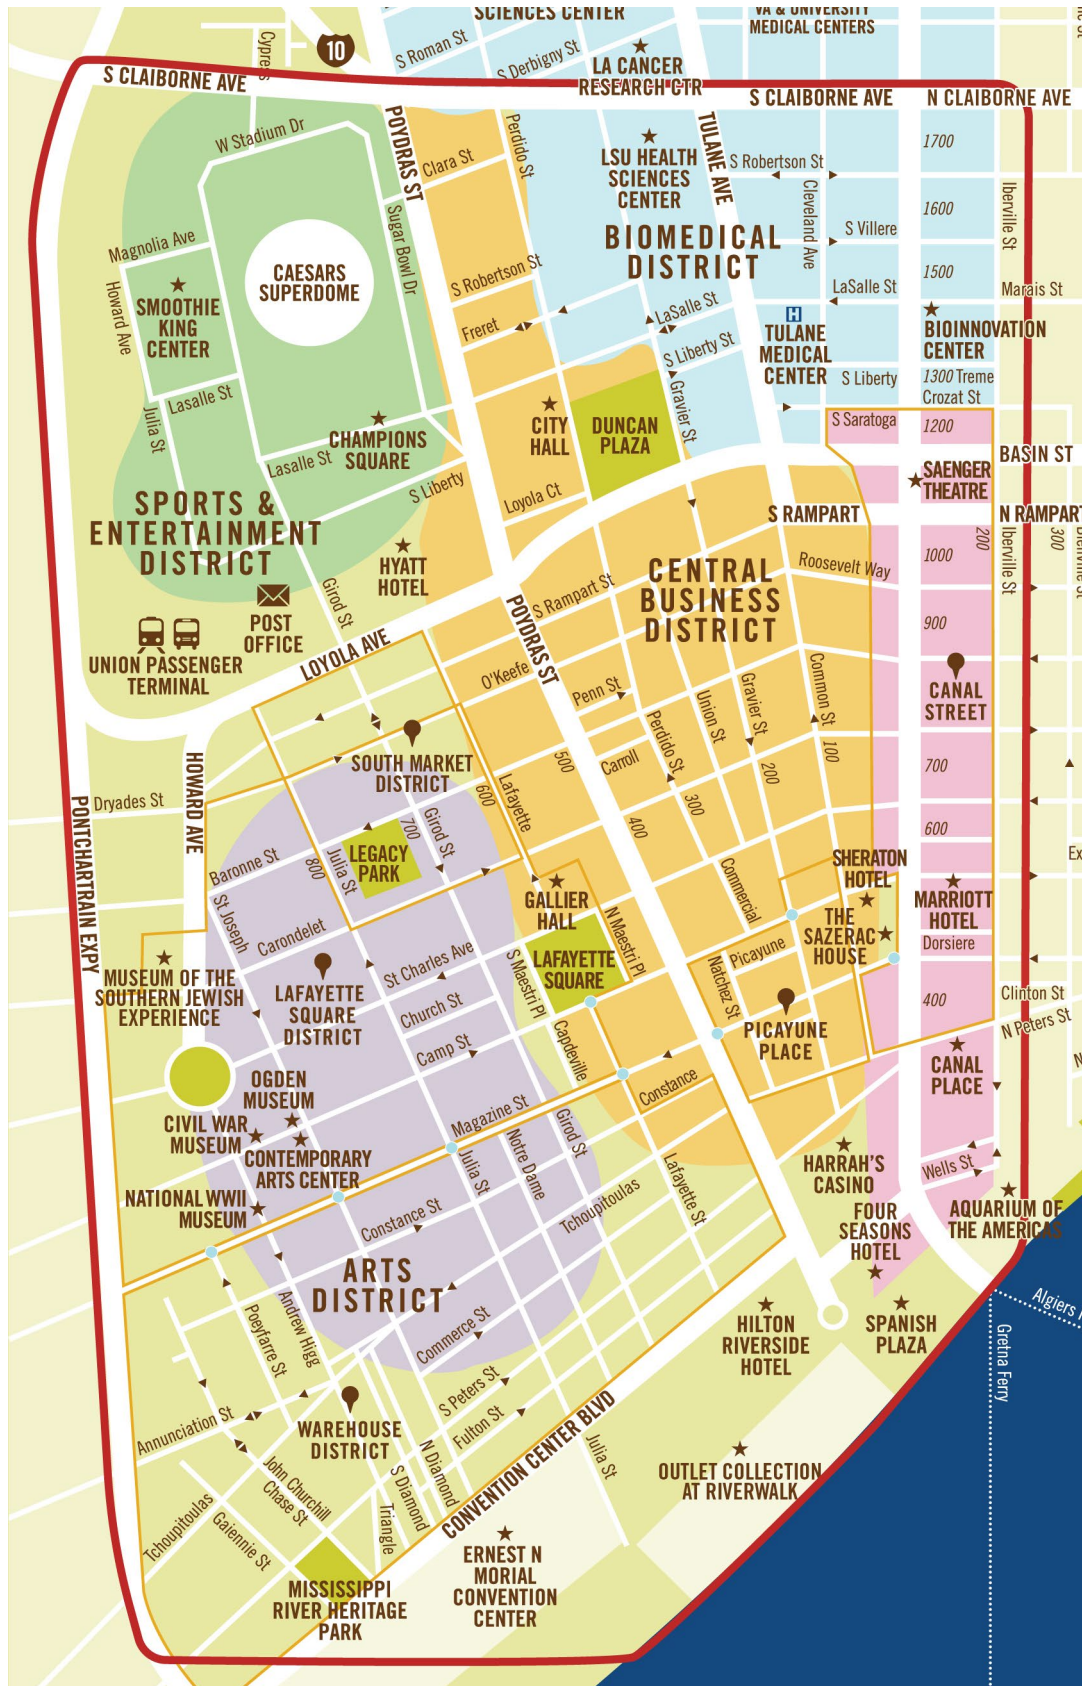 SCIENCES CENTER
VA & UNIVERSITY
MEDICAL CENTERS
Cypress
10
S Roman St
S Derbigny St
LA CANCER
RESEARCH CTR
S CLAIBORNE AVE
S CLAIBORNE AVE
N CLAIBORNE AVE
W Stadium Dr
POYDRAS ST
Clara St
Perdido St
TULANE AVE
LSU HEALTH
SCIENCES
CENTER
S Robertson St
1700
Cleveland Ave
Iberville St
1600
S Villere
BIOMEDICAL
DISTRICT
Sugar Bowl Dr
Magnolia Ave
Howard Ave
CAESARS
SUPERDOME
SMOOTHIE
KING
CENTER
S Robertson St
Freret
LaSalle St
S Liberty St
1500
LaSalle St
Marais St
H
TULANE
MEDICAL
CENTER
BIOINNOVATION
CENTER
S Liberty
1300 Treme
Crozat St
Julia St
Lasalle St
Gravier St
CHAMPIONS
SQUARE
Lasalle St
CITY
HALL
DUNCAN
PLAZA
S Saratoga
1200
BASIN ST
SAENGER
THEATRE
S Liberty
Loyola Ct
SPORTS &
ENTERTAINMENT
DISTRICT
S RAMPART
N RAMPART
200
300
Iberville St
HYATT
HOTEL
1000
Roosevelt Way
CENTRAL
BUSINESS
DISTRICT
S Rampart St
Girod St
POST
OFFICE
UNION PASSENGER
TERMINAL
LOYOLA AVE
POYDRAS ST
900
O'Keefe
Penn St
Perdido St
Union St
Gravier St
Common St
CANAL
STREET
SOUTH MARKET
DISTRICT
500
Carroll
200
100
700
HOWARD AVE
PONTCHARTRAIN EXPY
Dryades St
600
Lafayette
300
400
600
Ex
Baronne St
700
Girod St
800
Julia St
LEGACY
PARK
SHERATON
HOTEL
Commercial
THE
SAZERAC
HOUSE
MARRIOTT
HOTEL
GALLIER
HALL
St Joseph
Carondelet
N Maestri Pl
S Maestri Pl
LAFAYETTE
SQUARE
Picayune
Natchez St
Dorsiere
MUSEUM OF THE
SOUTHERN JEWISH
EXPERIENCE
LAFAYETTE
SQUARE
DISTRICT
St Charles Ave
Church St
Camp St
Capdeville
PICAYUNE
PLACE
400
Clinton St
N Peters St
N
OGDEN
MUSEUM
CIVIL WAR
MUSEUM
CONTEMPORARY
ARTS CENTER
NATIONAL WWII
MUSEUM
Magazine St
Constance
CANAL
PLACE
Girod St
Notre Dame
Julia St
Lafayette St
Tchoupitoulas
Constance St
HARRAH'S
CASINO
Wells St
FOUR
SEASONS
HOTEL
AQUARIUM OF
THE AMERICAS
ARTS
DISTRICT
Andrew Higg
Poeyfarre St
Commerce St
HILTON
RIVERSIDE
HOTEL
SPANISH
PLAZA
Algiers
Gretna Ferry
S Peters St
Fulton St
WAREHOUSE
DISTRICT
Annunciation St
CONVENTION CENTER BLVD
Julia St
N Diamond
S Diamond
Triangle
John Churchill
Chase St
Tchoupitoulas
Gaiennie St
OUTLET COLLECTION
AT RIVERWALK
ERNEST N
MORIAL
CONVENTION
CENTER
MISSISSIPPI
RIVER HERITAGE
PARK